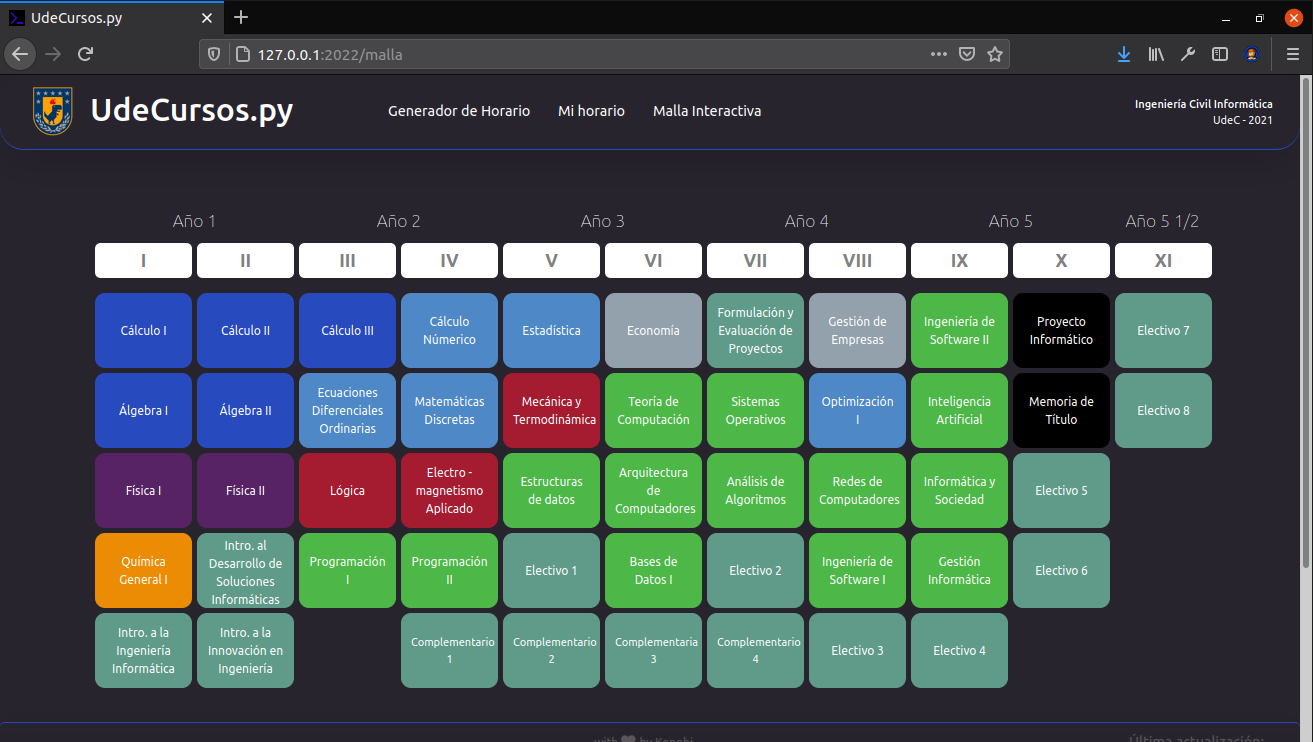 UdeCursos.py
127.0.0.1:2022/malla
UdeCursos.py
Generador de Horario
Mi horario
Malla Interactiva
Ingeniería Civil Informática
UdeC - 2021
Año 1
Año 2
Año 3
Año 4
Año 5
Año 5 1/2
I
II
III
IV
V
VI
VII
VIII
IX
X
XI
Cálculo I
Cálculo II
Cálculo III
Cálculo
Númerico
Estadística
Economía
Formulación y
Evaluación de
Proyectos
Gestión de
Empresas
Ingeniería de
Software II
Proyecto
Informático
Electivo 7
Álgebra I
Álgebra II
Ecuaciones
Diferenciales
Ordinarias
Matemáticas
Discretas
Mecánica y
Termodinámica
Teoría de
Computación
Sistemas
Operativos
Optimización
I
Inteligencia
Artificial
Memoria de
Título
Electivo 8
Física I
Física II
Lógica
Electro -
magnetismo
Aplicado
Estructuras
de datos
Arquitectura
de
Computadores
Análisis de
Algoritmos
Redes de
Computadores
Informática y
Sociedad
Electivo 5
Química
General I
Intro. al
Desarrollo de
Soluciones
Informáticas
Programación
I
Programación
II
Electivo 1
Bases de
Datos I
Electivo 2
Ingeniería de
Software I
Gestión
Informática
Electivo 6
Intro. a la
Ingeniería
Informática
Intro. a la
Innovación en
Ingeniería
Complementario
1
Complementario
2
Complementaria
3
Complementario
4
Electivo 3
Electivo 4
with by Kenobi
Última actualización: